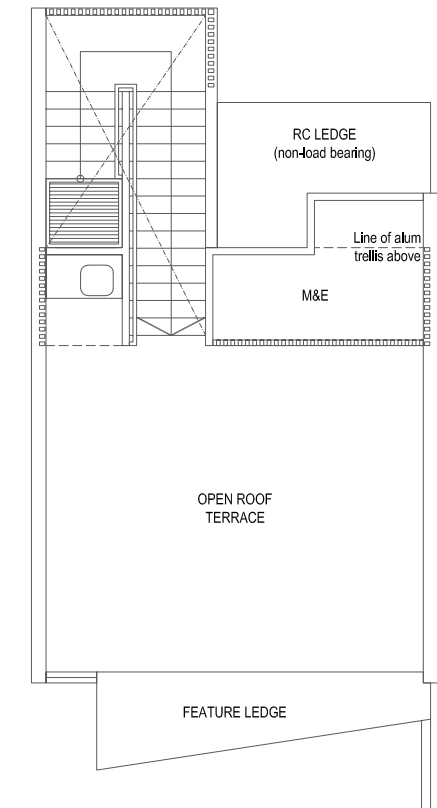 RC LEDGE
(non-load bearing)
Line of alum
trellis above
M&E
OPEN ROOF
TERRACE
FEATURE LEDGE